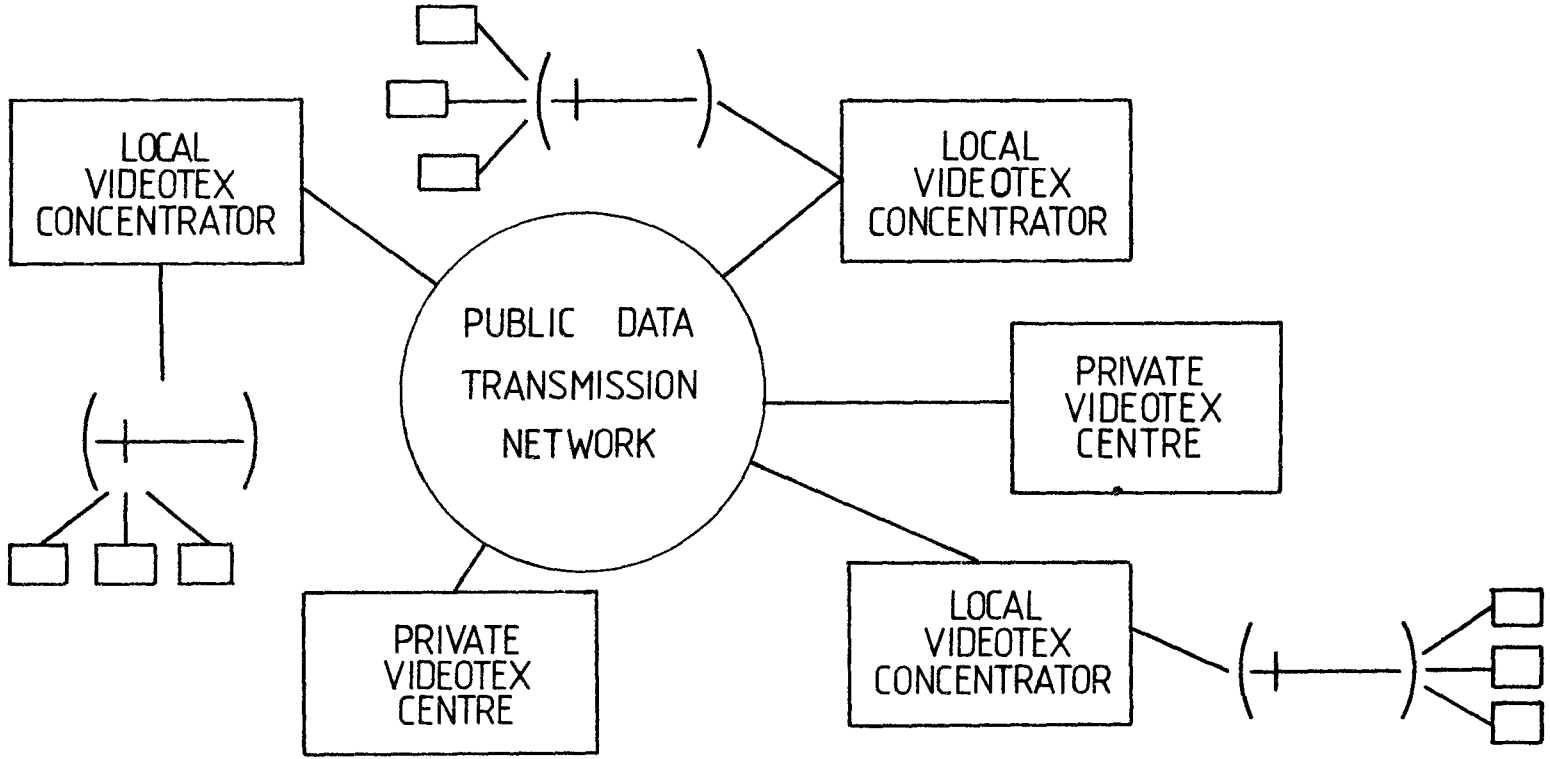 LOCAL
VIDEOTEX
CONCENTRATOR
LOCAL
VIDEOTEX
CONCENTRATOR
PUBLIC DATA
TRANSMISSION
NETWORK
PRIVATE
VIDEOTEX
CENTRE
LOCAL
VIDEOTEX
CONCENTRATOR
PRIVATE
VIDEOTEX
CENTRE